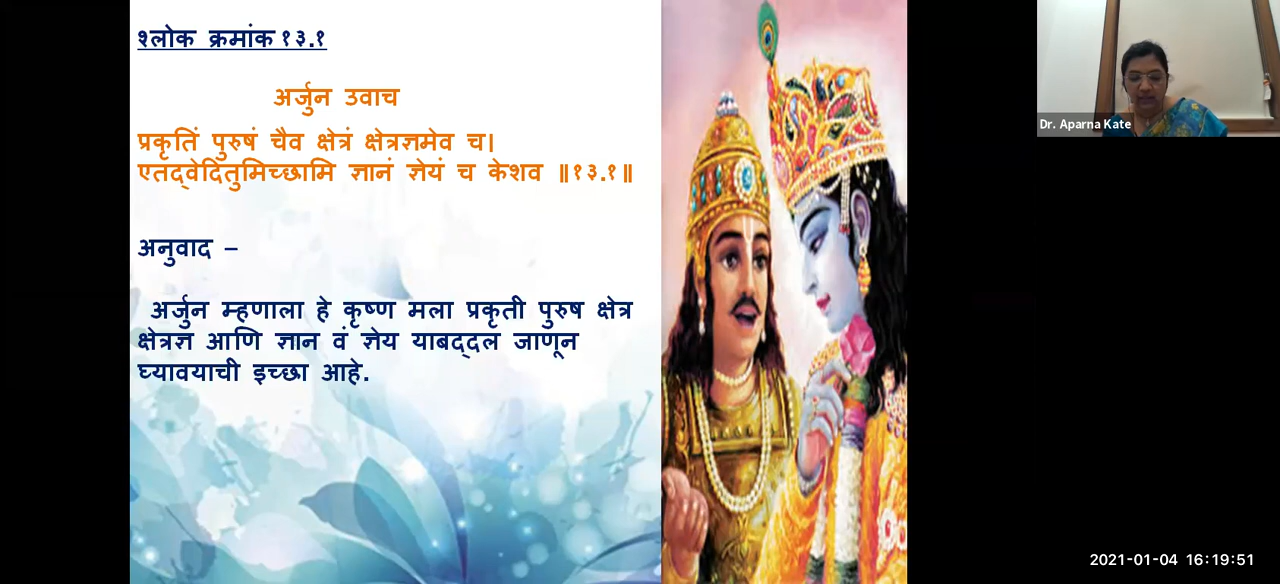 श्लोक क्रमांक १३.१
अर्जुन उवाच
प्रकृतिं पुरुषं चैव क्षेत्रं क्षेत्रज्ञमेव च।
एतद्वेदितुमिच्छामि ज्ञानं ज्ञेयं च केशव ॥१३.१॥
अनुवाद –
अर्जुन म्हणाला हे कृष्ण मला प्रकृती पुरुष क्षेत्र
क्षेत्रज्ञ आणि ज्ञान वं ज्ञेय याबद्दल जाणून
घ्यावयाची इच्छा आहे.
Dr. Aparna Kate
2021-01-04 16:19:51